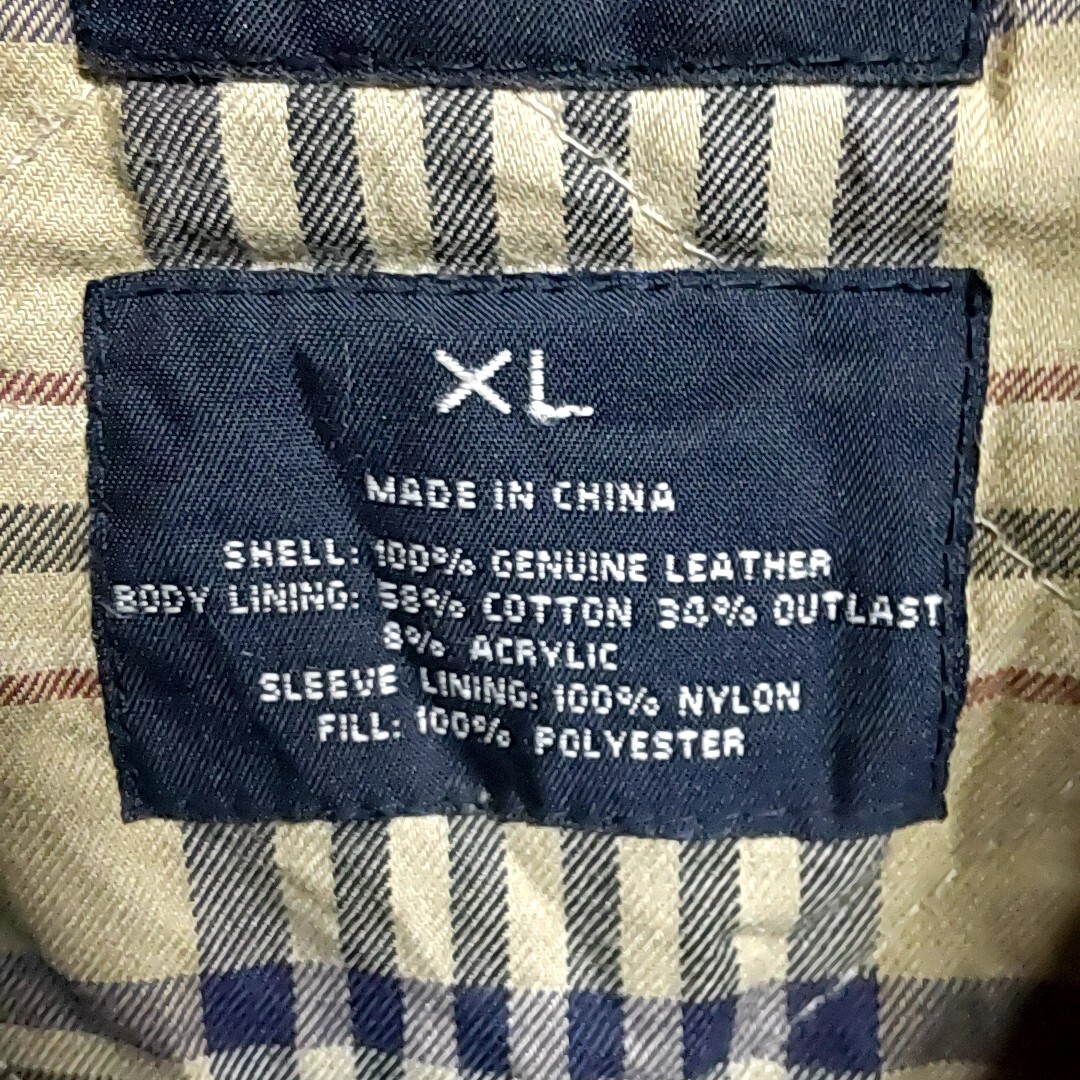 XL
MADE IN CHINA
SHELL: 100% GENUINE LEATHER
BODY LINING: 58% COTTON 34% OUTLAST
8% ACRYLIC
SLEEVE LINING: 100% NYLON
FILL: 100% POLYESTER